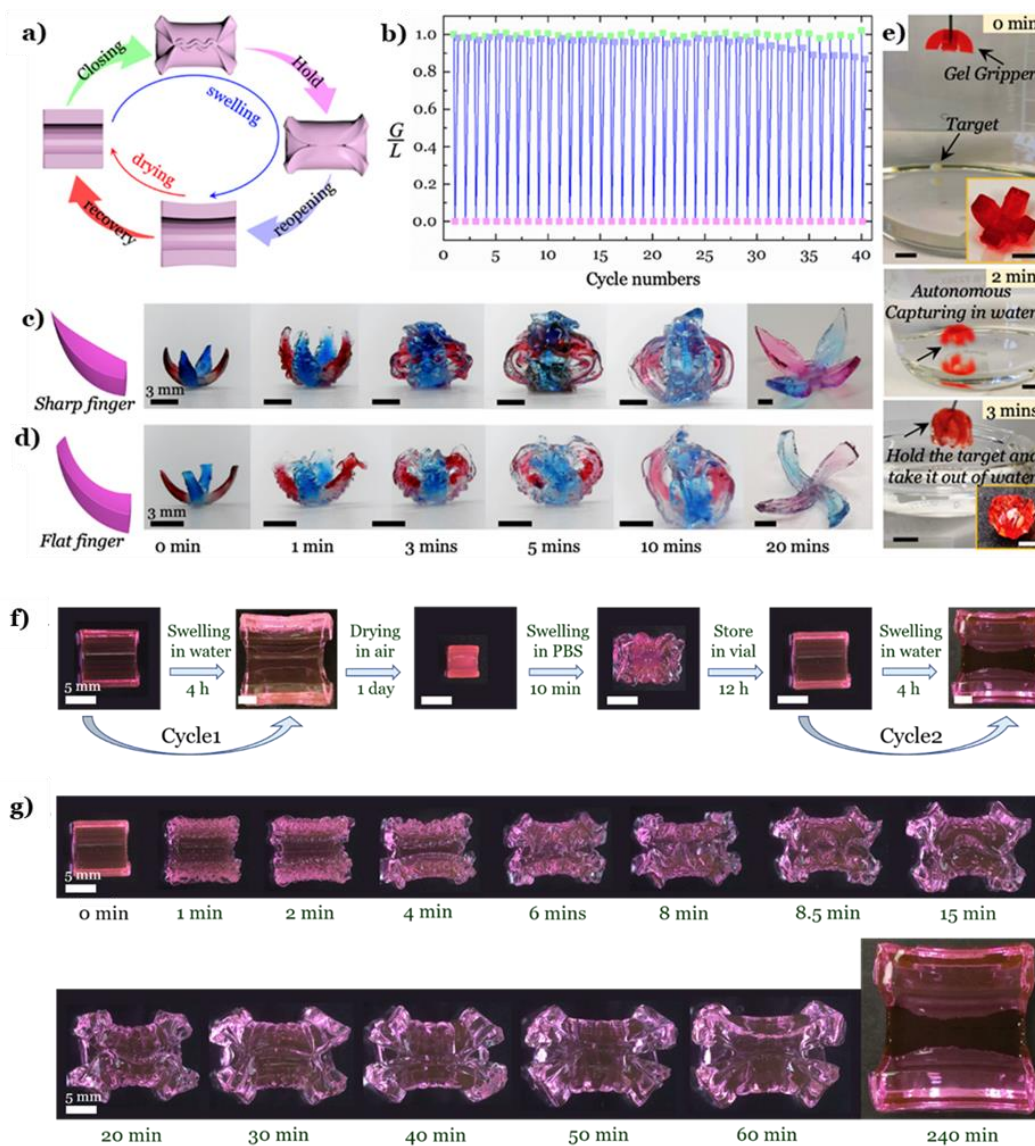 a)
Closing
Hold
swelling
drying
recovery
reopening
b)
G
L
1.0
0.8
0.6
0.4
0.2
0.0
0
5
10
15
20
25
30
35
40
Cycle numbers
e)
0 min
Gel Gripper
Target
2 min
Autonomous
Capturing in water
3 mins
Hold the target and
take it out of water
c)
Sharp finger
3 mm
d)
Flat finger
3 mm
0 min
1 min
3 mins
5 mins
10 mins
20 mins
f)
5 mm
Swelling
in water
4 h
Drying
in air
1 day
Swelling
in PBS
10 min
Store
in vial
12 h
Swelling
in water
4 h
Cycle1
Cycle2
g)
5 mm
0 min
1 min
2 min
4 min
6 mins
8 min
8.5 min
15 min
5 mm
20 min
30 min
40 min
50 min
60 min
240 min